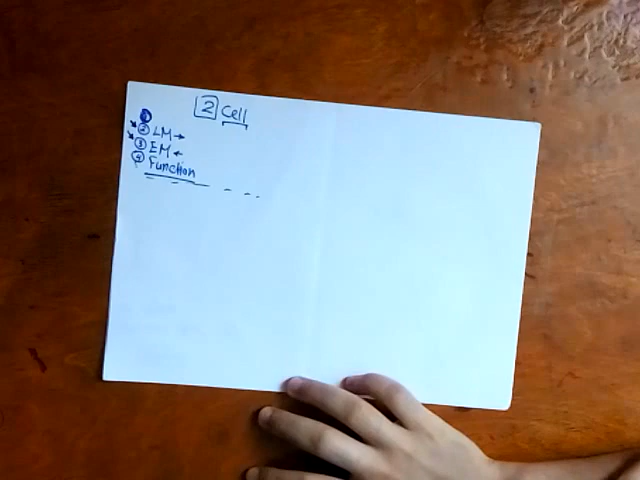 2 Cell
①
② LM →
③ EM ←
④ Function